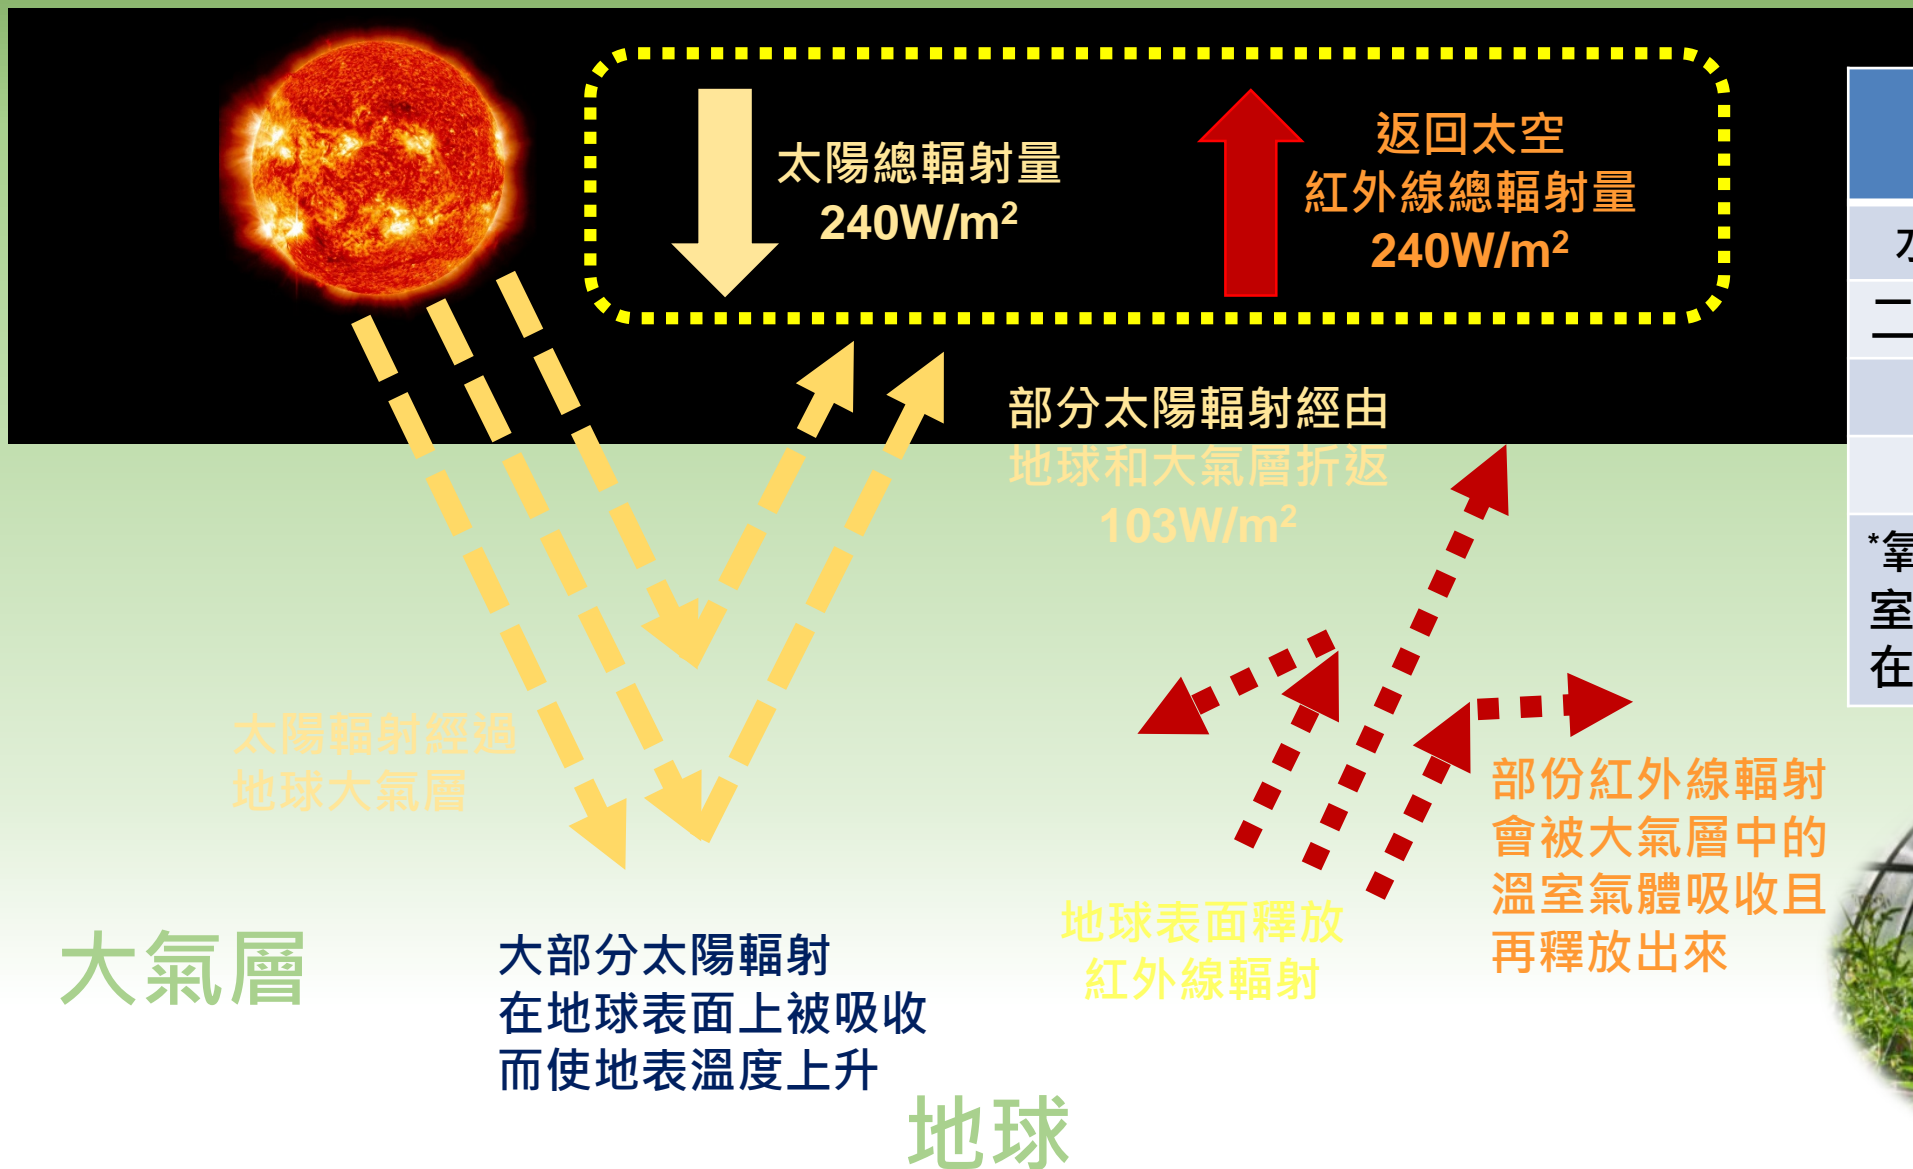 太陽總輻射量
240W/m²
返回太空
紅外線總輻射量
240W/m²
部分太陽輻射經由
地球和大氣層折返
103W/m²
太陽輻射經過
地球大氣層
部份紅外線輻射
會被大氣層中的
溫室氣體吸收且
再釋放出來
地球表面釋放
紅外線輻射
大氣層
大部分太陽輻射
在地球表面上被吸收
而使地表溫度上升
地球
二
室
在